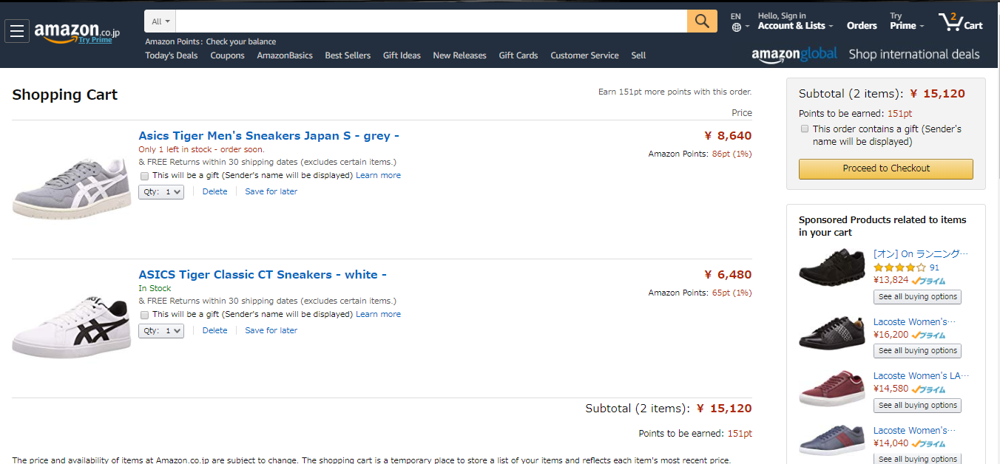 amazon.co.jp
Try Prime
All
EN
Hello, Sign in
Account & Lists
Orders
Try
Prime
2
Cart
Amazon Points: Check your balance
Today's Deals Coupons AmazonBasics Best Sellers Gift Ideas New Releases Gift Cards Customer Service Sell
amazonglobal Shop international deals
Shopping Cart
Earn 151pt more points with this order.
Price
Asics Tiger Men's Sneakers Japan S - grey -
¥ 8,640
Only 1 left in stock - order soon.
Amazon Points: 86pt (1%)
& FREE Returns within 30 shipping dates (excludes certain items.)
This will be a gift (Sender's name will be displayed) Learn more
Qty: 1 Delete Save for later
ASICS Tiger Classic CT Sneakers - white -
¥ 6,480
In Stock
Amazon Points: 65pt (1%)
& FREE Returns within 30 shipping dates (excludes certain items.)
This will be a gift (Sender's name will be displayed) Learn more
Qty: 1 Delete Save for later
Subtotal (2 items): ¥ 15,120
Points to be earned: 151pt
The price and availability of items at Amazon.co.jp are subject to change. The shopping cart is a temporary place to store a list of your items and reflects each item's most recent price.
Subtotal (2 items): ¥ 15,120
Points to be earned: 151pt
This order contains a gift (Sender's
name will be displayed)
Proceed to Checkout
Sponsored Products related to items
in your cart
[オン] On ランニング…
91
¥13,824 プライム
See all buying options
Lacoste Women's…
¥16,200 プライム
See all buying options
Lacoste Women's LA…
¥14,580 プライム
See all buying options
Lacoste Women's…
¥14,040 プライム
See all buying options